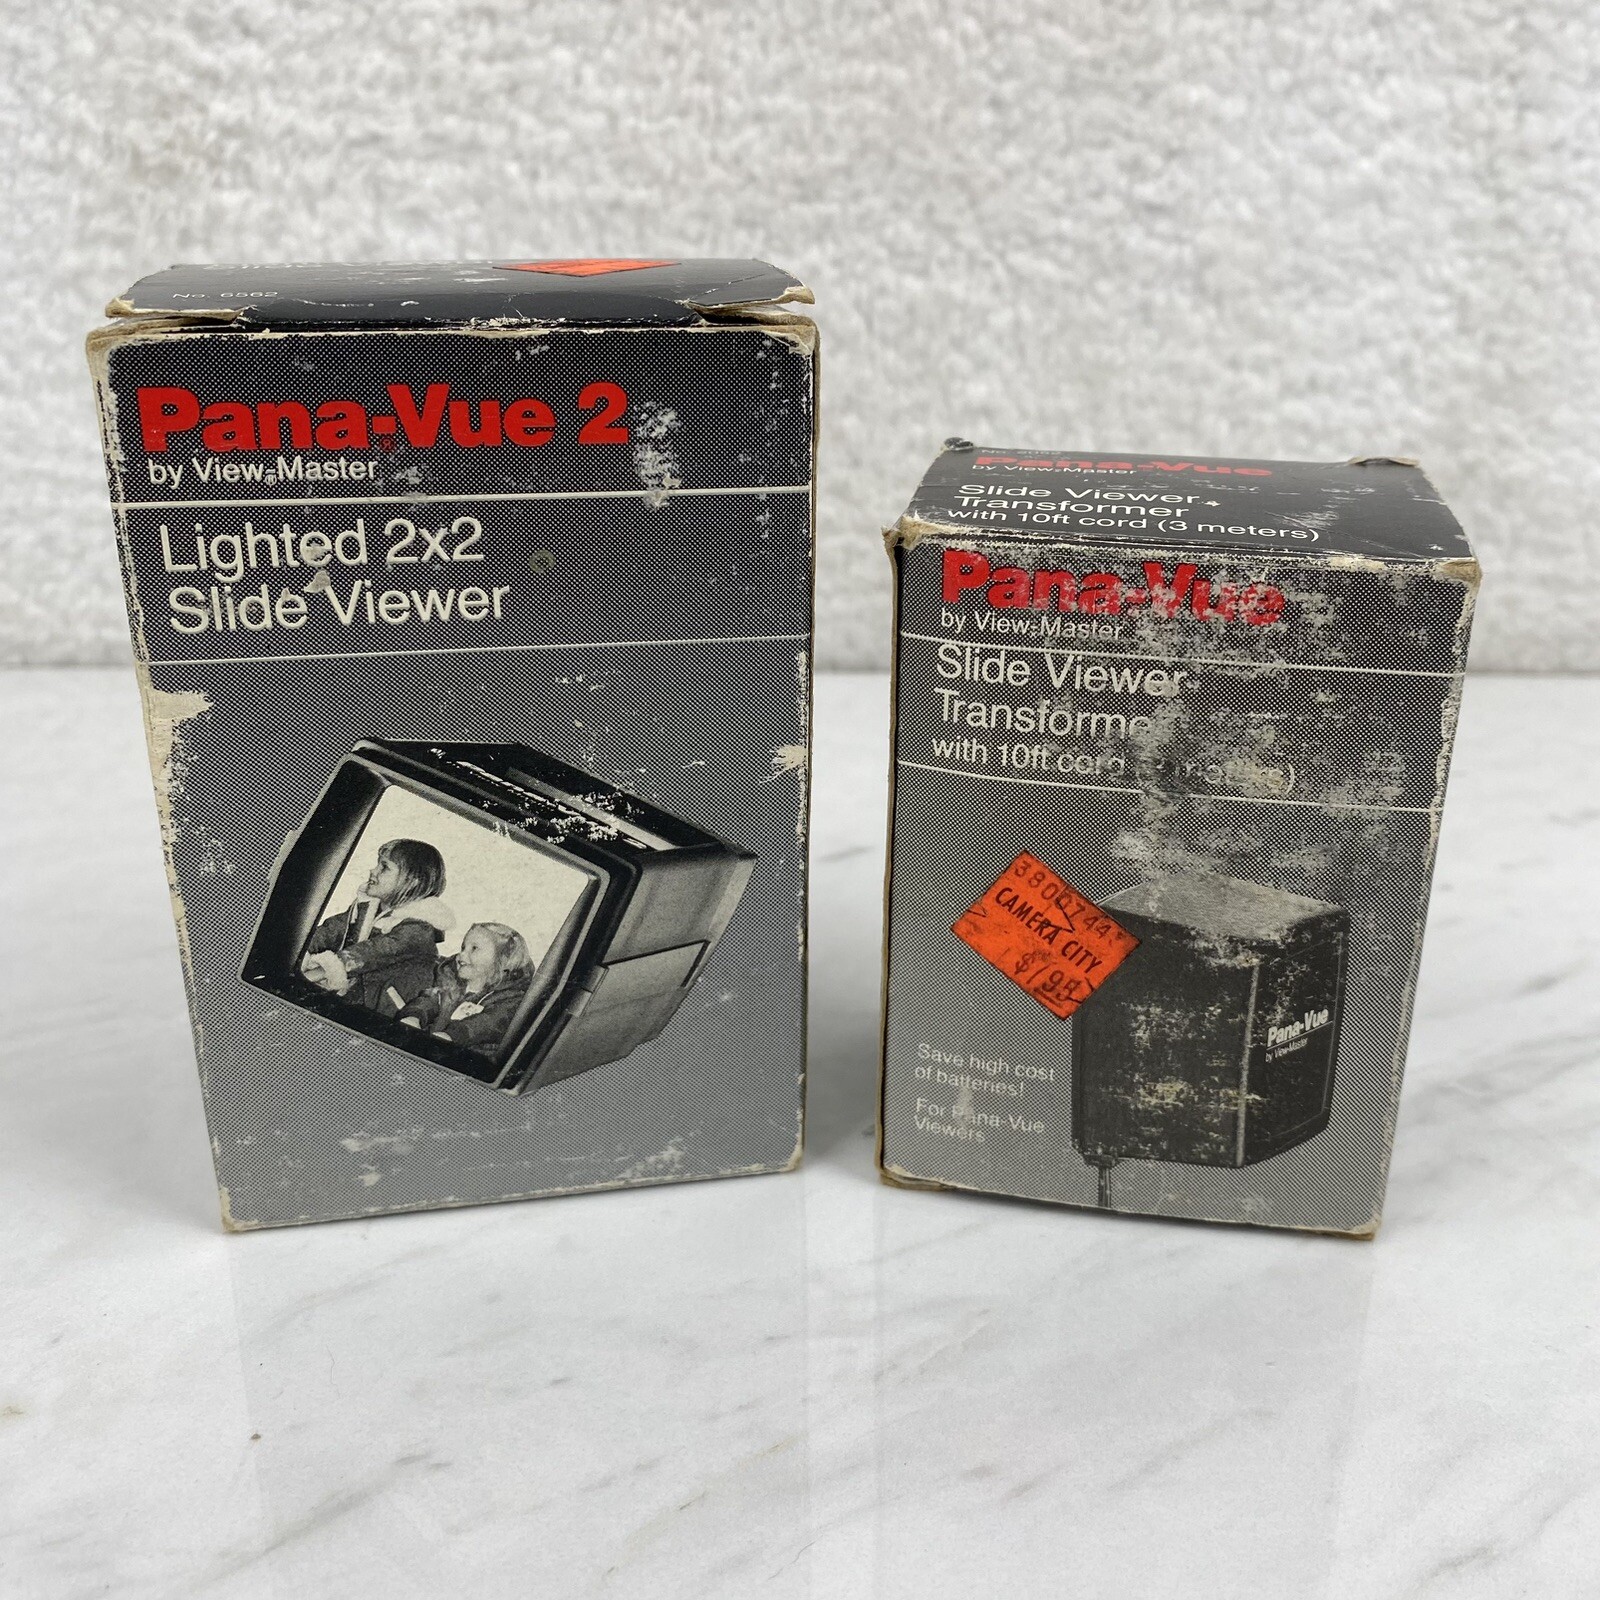 No. 6562
Pana-Vue 2
by View-Master
Lighted 2x2
Slide Viewer
Pana-Vue
by View-Master
Slide Viewer
Transformer
with 10ft cord (3 meters)
Pana-Vue
by View-Master
Slide Viewer
Transformer
with 10ft cord
CAMERA CITY
Save high cost
of batteries!
For Pana-Vue
Viewers
Pana-Vue
by View-Master